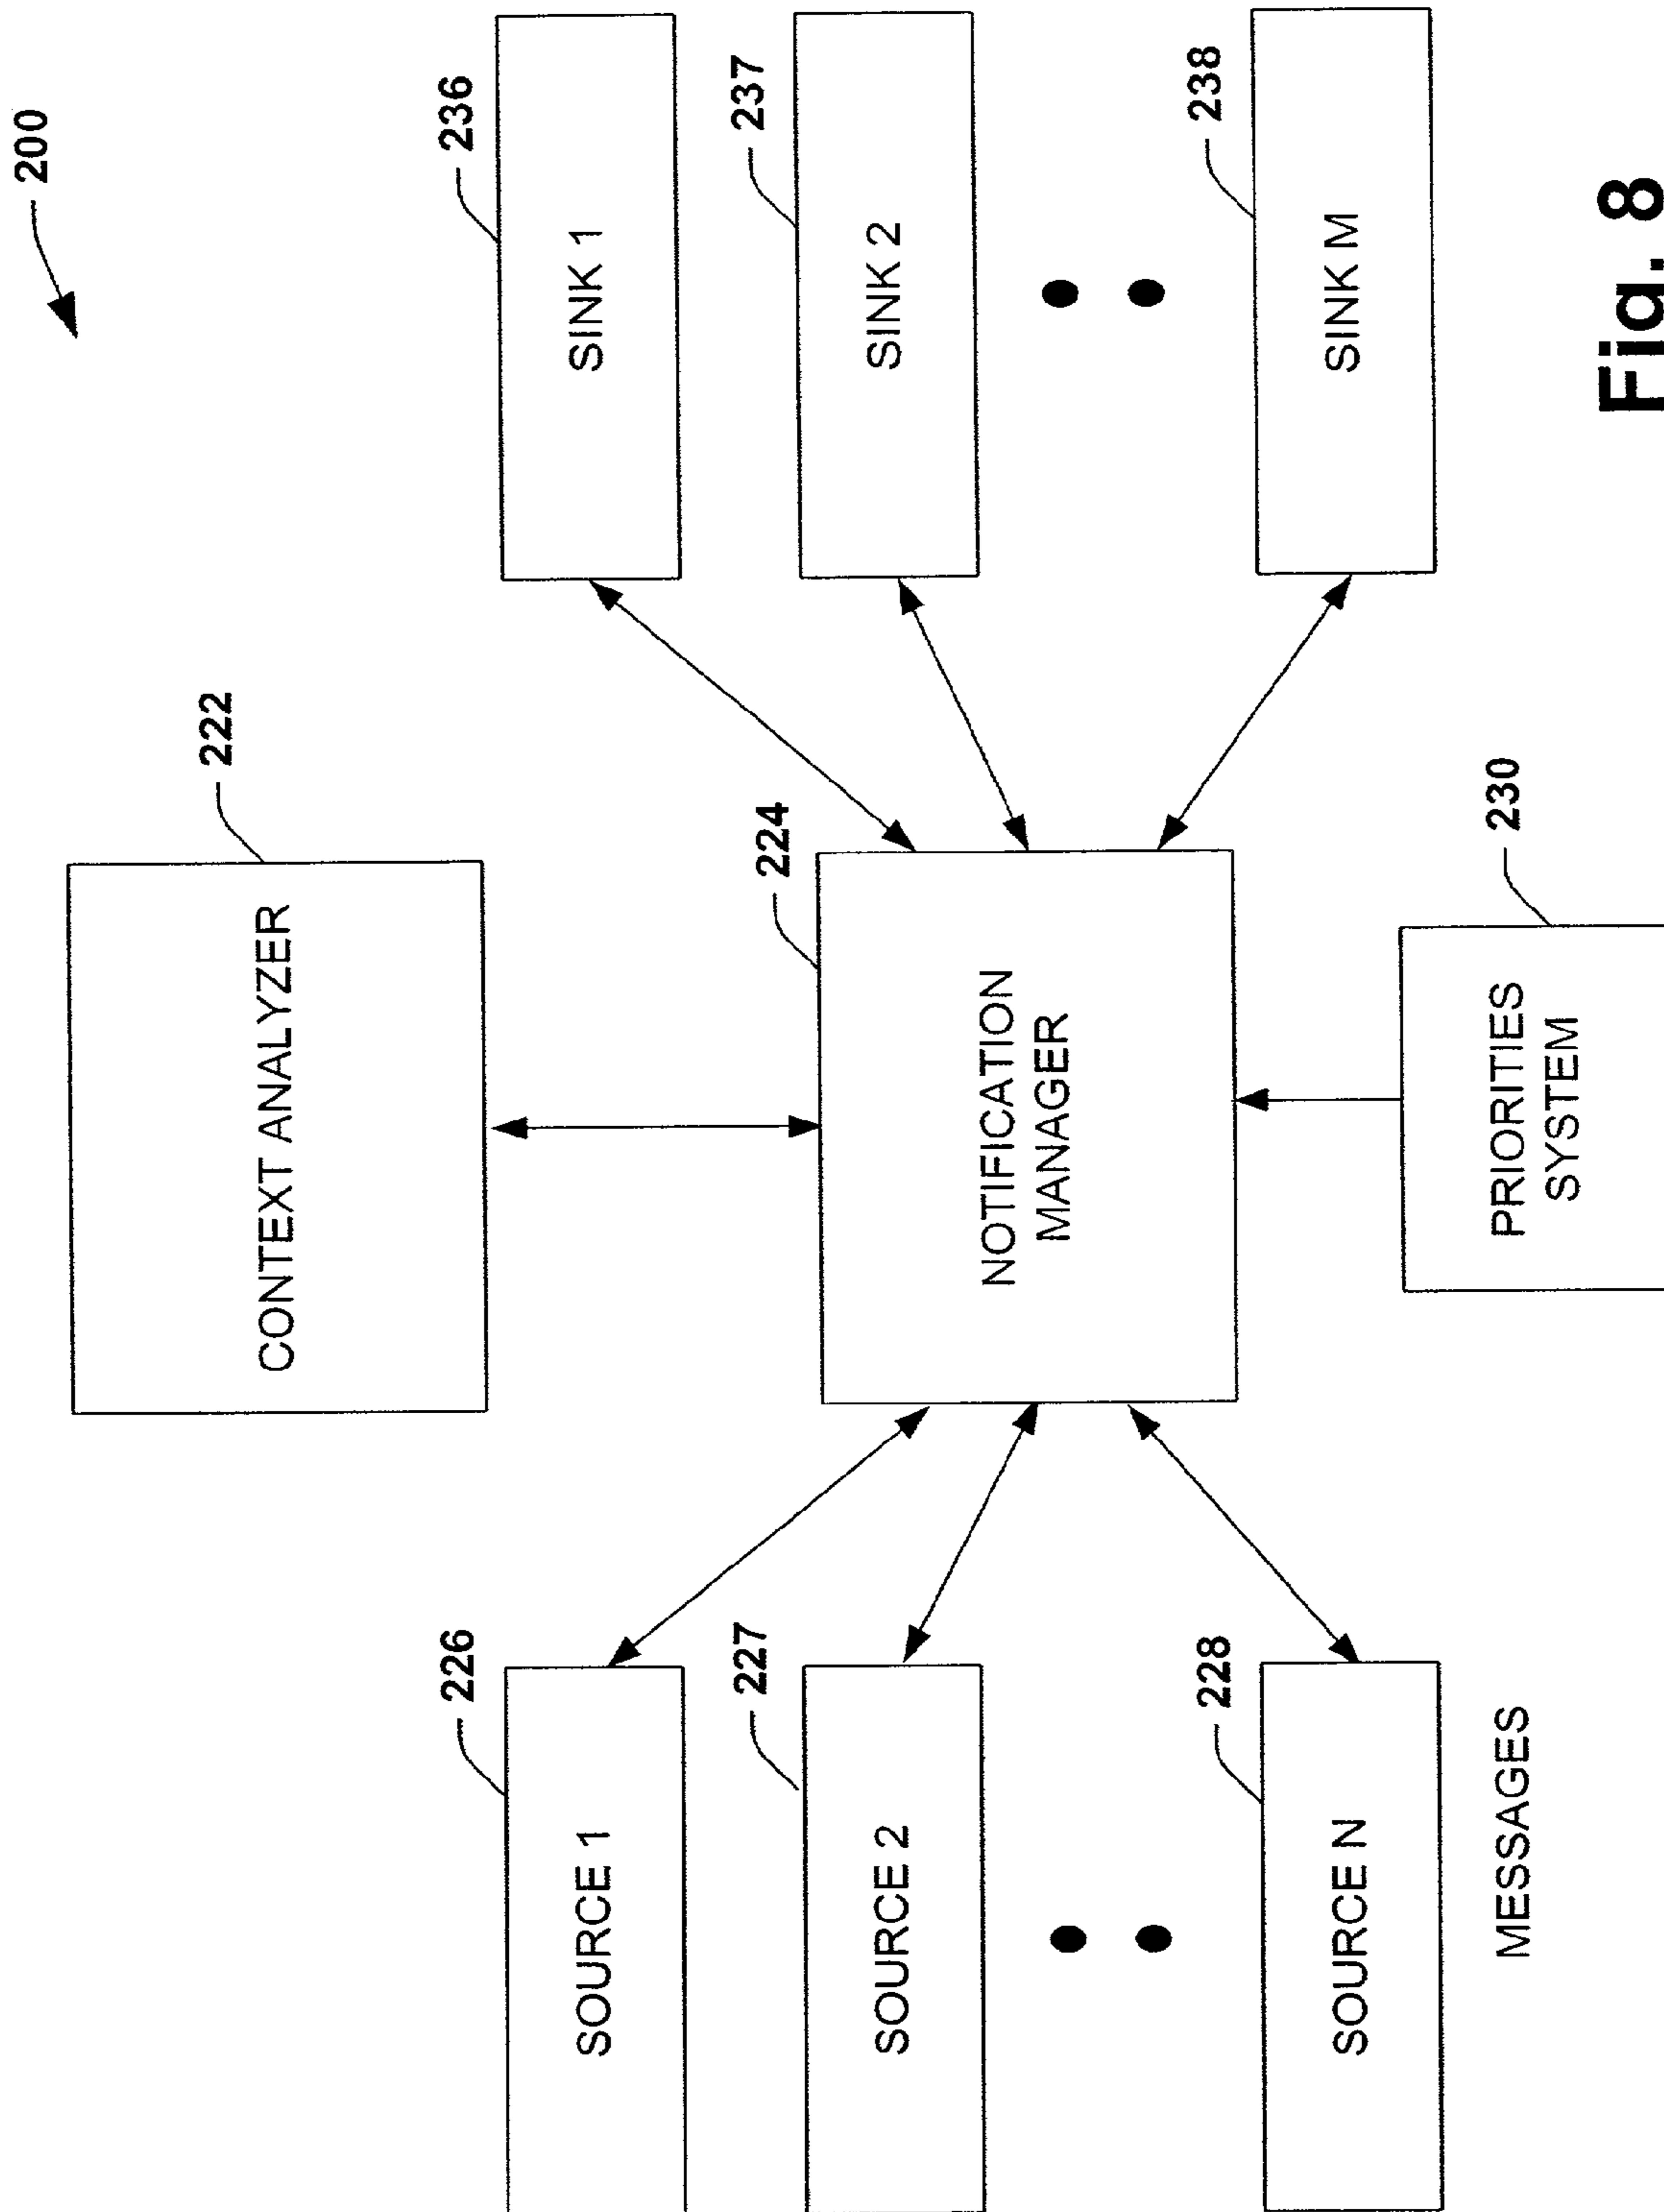 200
222
CONTEXT ANALYZER
226
SOURCE 1
227
SOURCE 2
228
SOURCE N
MESSAGES
224
NOTIFICATION
MANAGER
230
PRIORITIES
SYSTEM
236
SINK 1
237
SINK 2
238
SINK M
Fig. 8